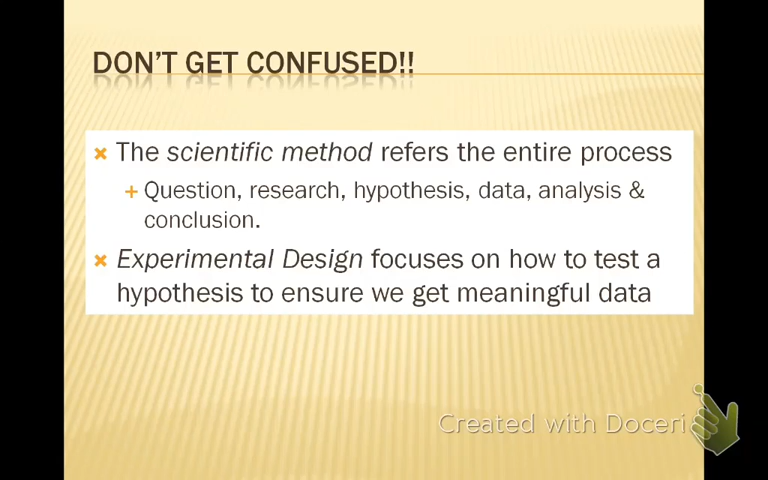 DON'T GET CONFUSED!!
The scientific method refers the entire process
Question, research, hypothesis, data, analysis &
conclusion.
Experimental Design focuses on how to test a
hypothesis to ensure we get meaningful data
Created with Doceri